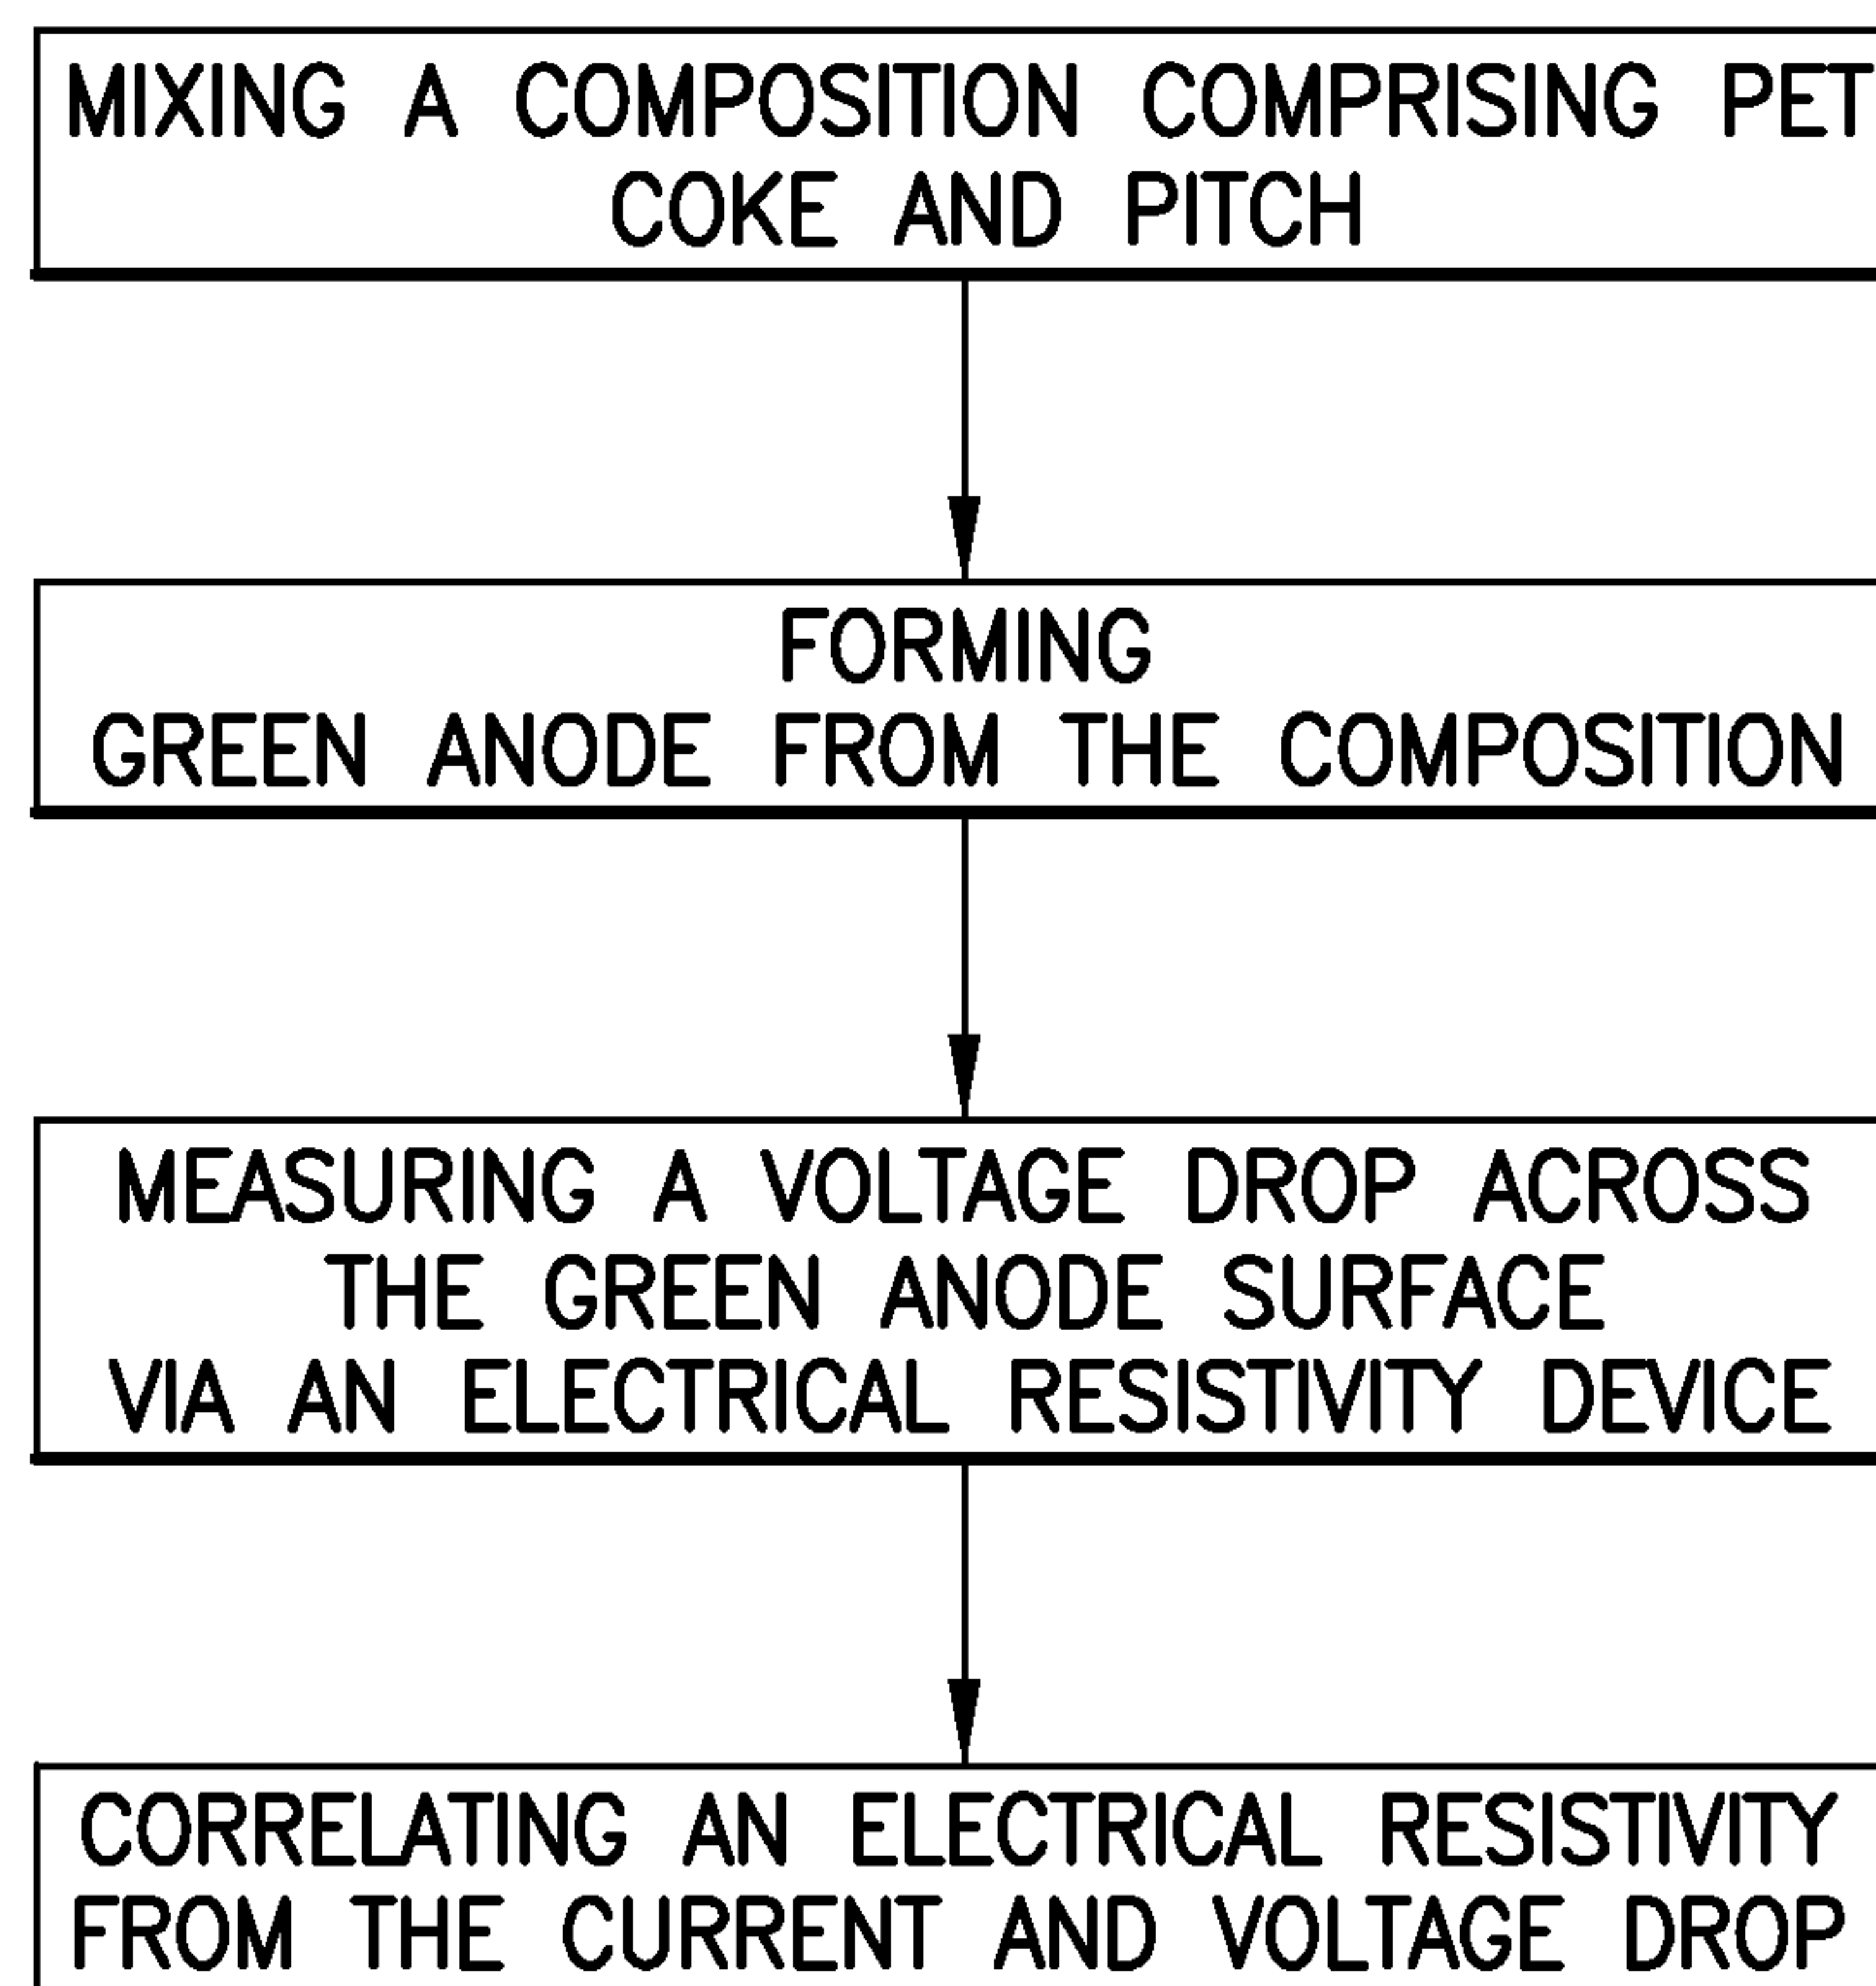 MIXING A COMPOSITION COMPRISING PET
COKE AND PITCH
FORMING
GREEN ANODE FROM THE COMPOSITION
MEASURING A VOLTAGE DROP ACROSS
THE GREEN ANODE SURFACE
VIA AN ELECTRICAL RESISTIVITY DEVICE
CORRELATING AN ELECTRICAL RESISTIVITY
FROM THE CURRENT AND VOLTAGE DROP